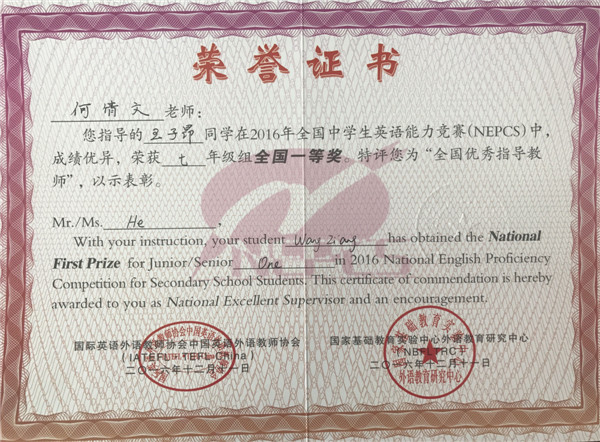 荣誉证书
何倩文 老师：
您指导的 王子昂 同学在2016年全国中学生英语能力竞赛(NEPCS)中，
成绩优异，荣获 七 年级组全国一等奖。特评您为“全国优秀指导教
师”，以示表彰。
Mr./Ms. He ,
With your instruction, your student Wang Ziang has obtained the National
First Prize for Junior/Senior One in 2016 National English Proficiency
Competition for Secondary School Students. This certificate of commendation is hereby
awarded to you as National Excellent Supervisor and an encouragement.
国际英语外语教师协会中国英语外语教师协会
(IATEFL TEFL China)
二〇一六年十二月十一日
国家基础教育实验中心外语教育研究中心
(NBFLTRC)
二〇一六年十二月十一日
外语教育研究中心